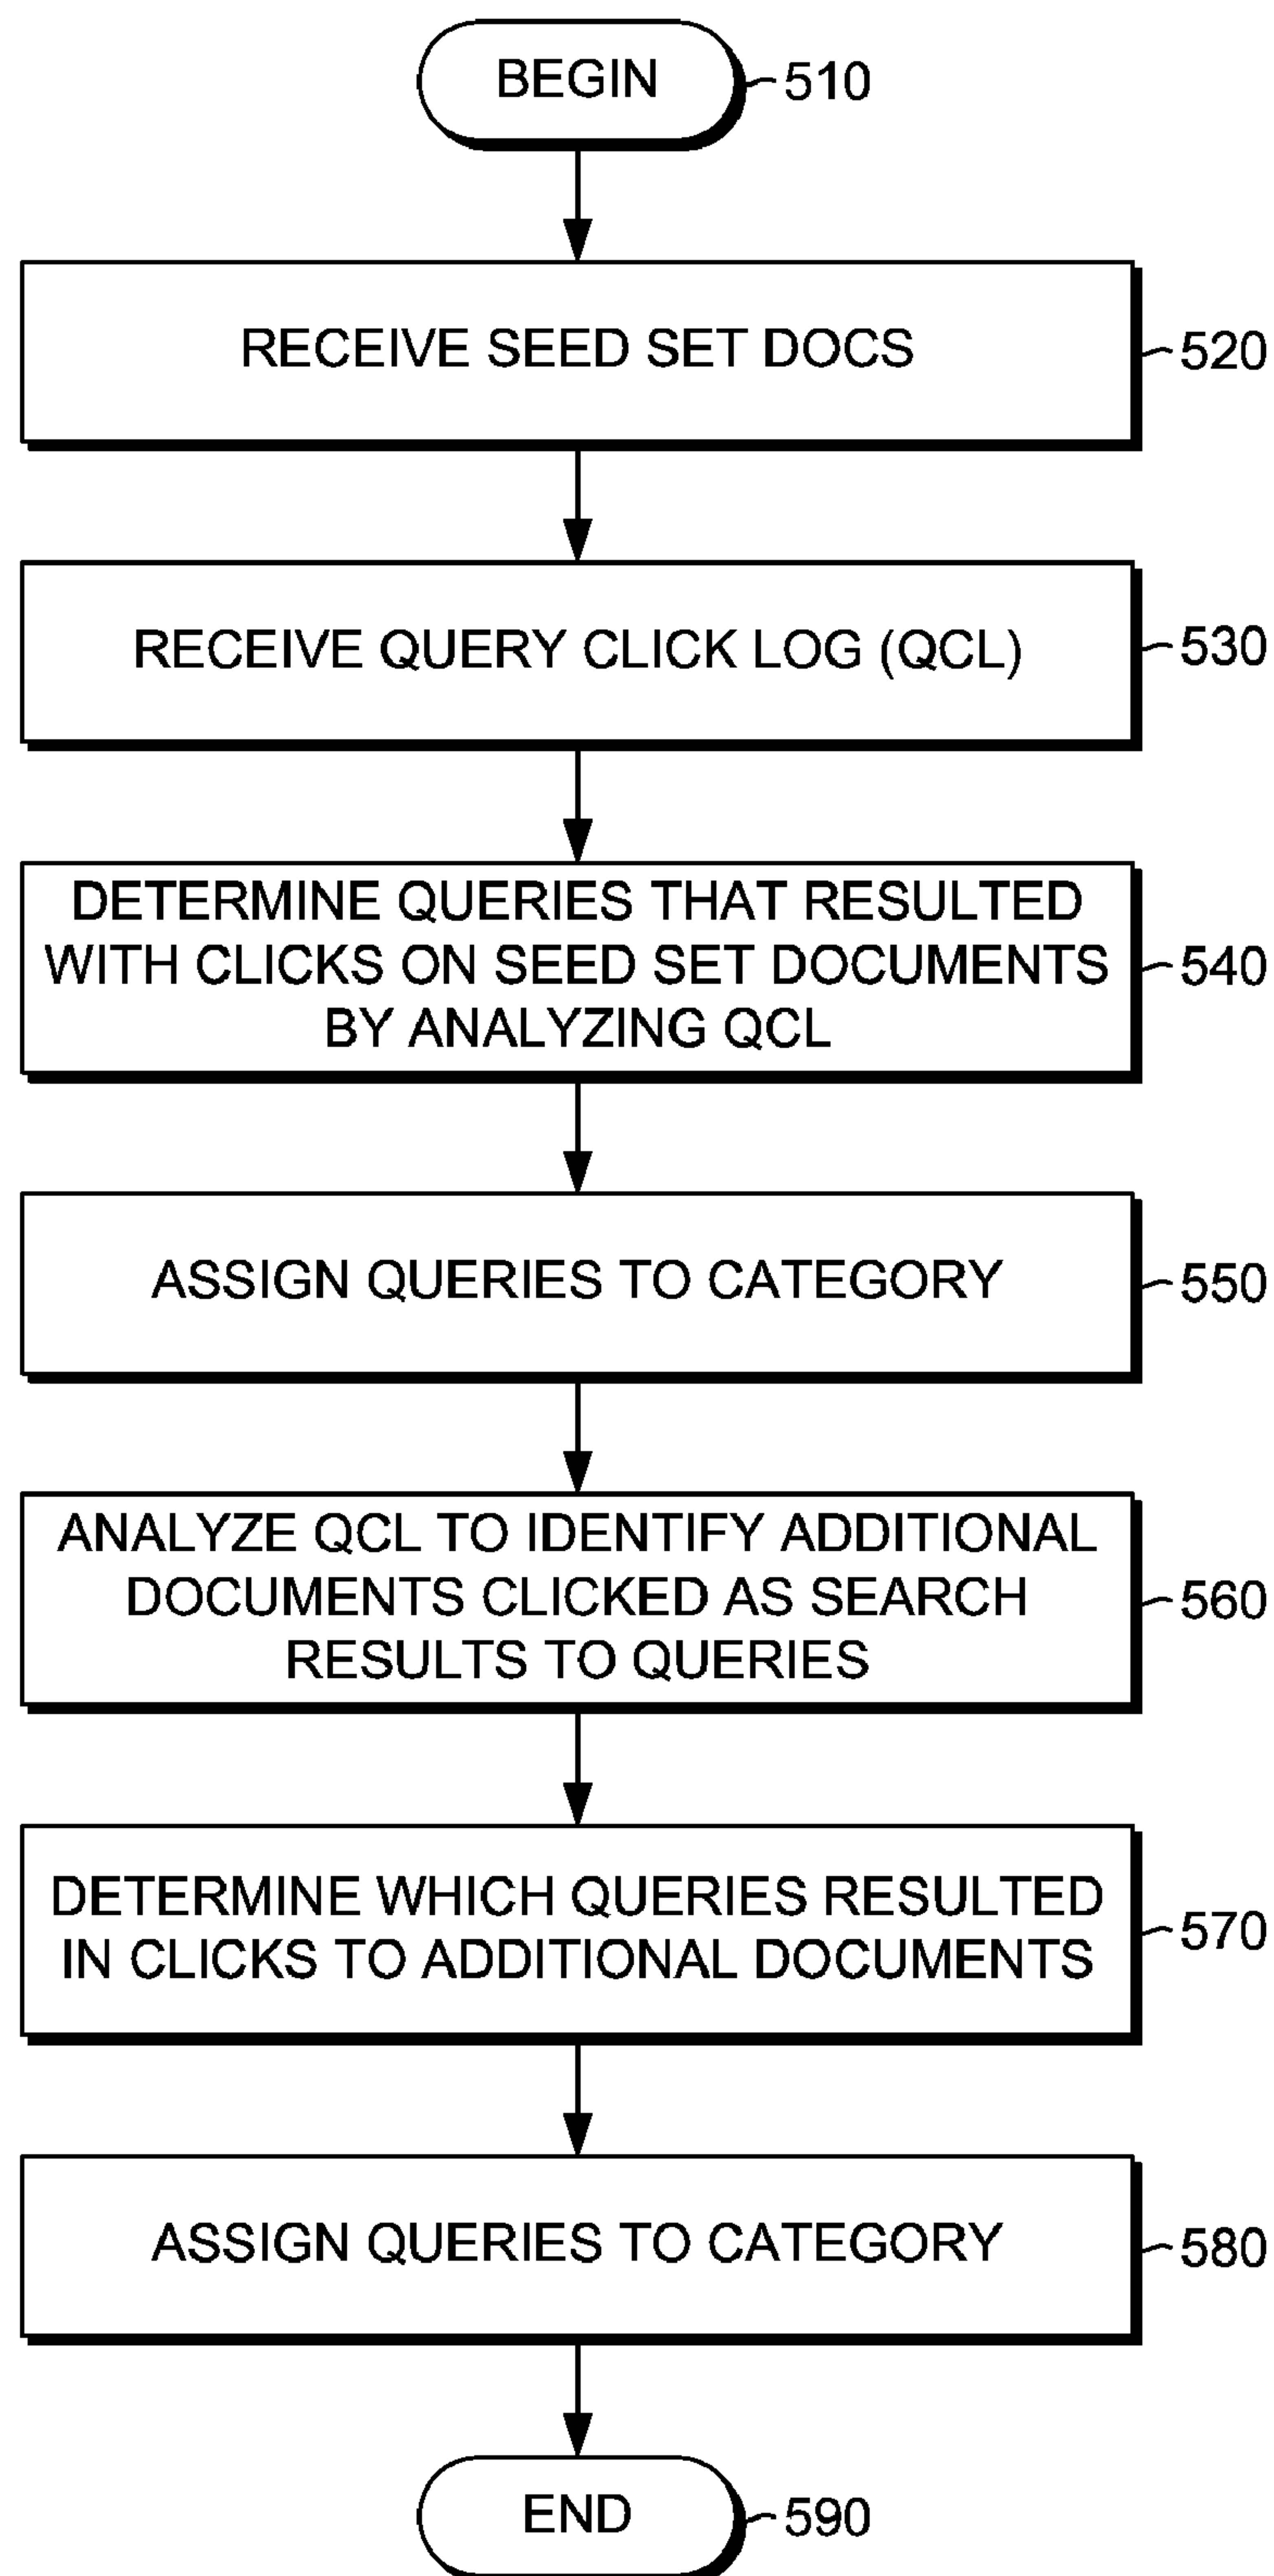 BEGIN
510
RECEIVE SEED SET DOCS
520
RECEIVE QUERY CLICK LOG (QCL)
530
DETERMINE QUERIES THAT RESULTED
WITH CLICKS ON SEED SET DOCUMENTS
BY ANALYZING QCL
540
ASSIGN QUERIES TO CATEGORY
550
ANALYZE QCL TO IDENTIFY ADDITIONAL
DOCUMENTS CLICKED AS SEARCH
RESULTS TO QUERIES
560
DETERMINE WHICH QUERIES RESULTED
IN CLICKS TO ADDITIONAL DOCUMENTS
570
ASSIGN QUERIES TO CATEGORY
580
END
590